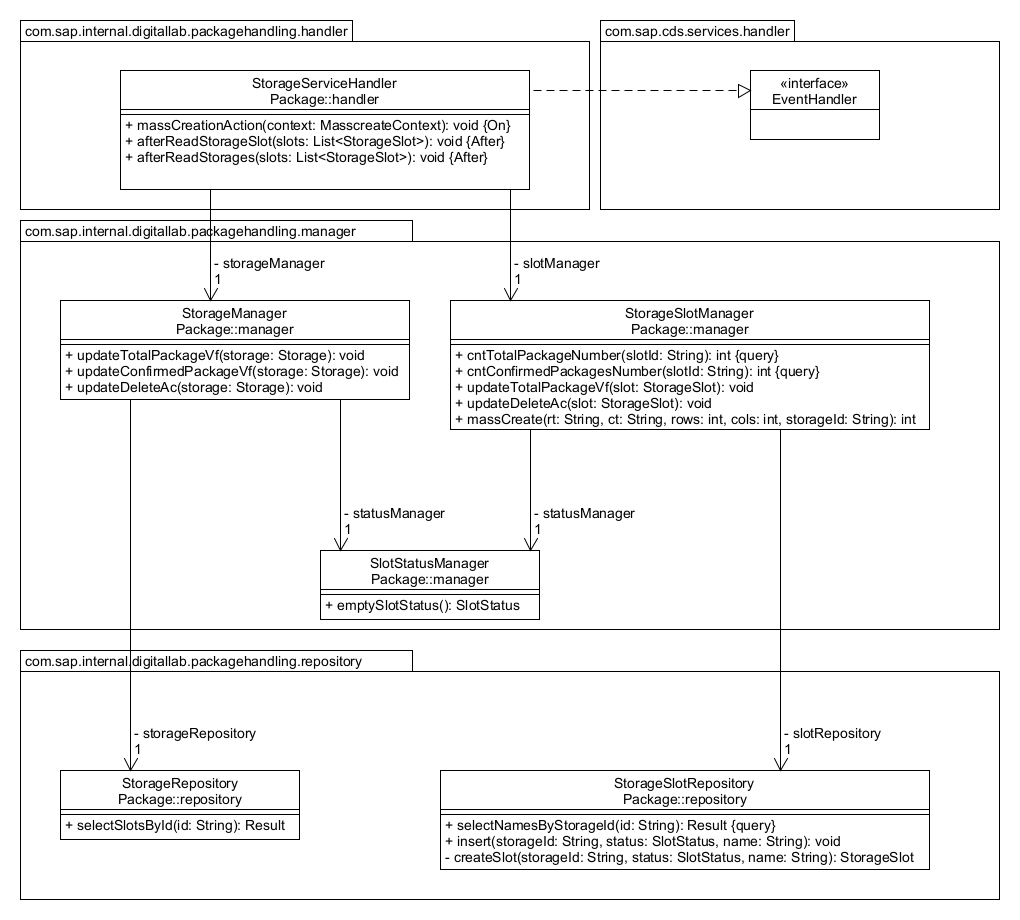 com.sap.internal.digitallab.packagehandling.handler
com.sap.cds.services.handler
StorageServiceHandler
Package::handler
+ massCreationAction(context: MasscreateContext): void {On}
+ afterReadStorageSlot(slots: List<StorageSlot>): void {After}
+ afterReadStorages(slots: List<StorageSlot>): void {After}
«interface»
EventHandler
com.sap.internal.digitallab.packagehandling.manager
- storageManager
1
- slotManager
1
StorageManager
Package::manager
+ updateTotalPackageVf(storage: Storage): void
+ updateConfirmedPackageVf(storage: Storage): void
+ updateDeleteAc(storage: Storage): void
StorageSlotManager
Package::manager
+ cntTotalPackageNumber(slotId: String): int {query}
+ cntConfirmedPackagesNumber(slotId: String): int {query}
+ updateTotalPackageVf(slot: StorageSlot): void
+ updateDeleteAc(slot: StorageSlot): void
+ massCreate(rt: String, ct: String, rows: int, cols: int, storageId: String): int
- statusManager
1
- statusManager
1
SlotStatusManager
Package::manager
+ emptySlotStatus(): SlotStatus
com.sap.internal.digitallab.packagehandling.repository
- storageRepository
1
- slotRepository
1
StorageRepository
Package::repository
+ selectSlotsById(id: String): Result
StorageSlotRepository
Package::repository
+ selectNamesByStorageId(id: String): Result {query}
+ insert(storageId: String, status: SlotStatus, name: String): void
- createSlot(storageId: String, status: SlotStatus, name: String): StorageSlot